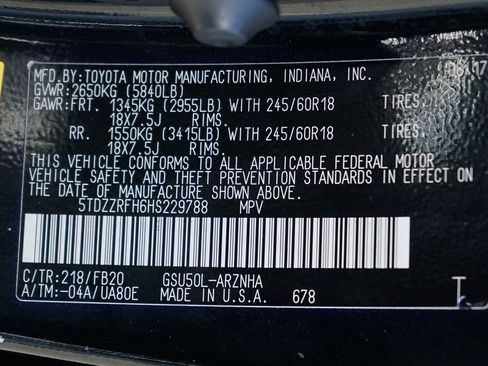 MFD.BY:TOYOTA MOTOR MANUFACTURING, INDIANA, INC.
GVWR:2650KG (5840LB)
GAWR:FRT. 1345KG (2955LB) WITH 245/60R18 TIRES,
18X7.5J RIMS.
RR. 1550KG (3415LB) WITH 245/60R18 TIRES,
18X7.5J RIMS.
THIS VEHICLE CONFORMS TO ALL APPLICABLE FEDERAL MOTOR
VEHICLE SAFETY AND THEFT PREVENTION STANDARDS IN EFFECT ON
THE DATE OF MANUFACTURE SHOWN ABOVE.
5TDZZRFH6HS229788 MPV
C/TR:218/FB20 GSU50L-ARZNHA
A/TM:-04A/UA80E MADE IN U.S.A. 678